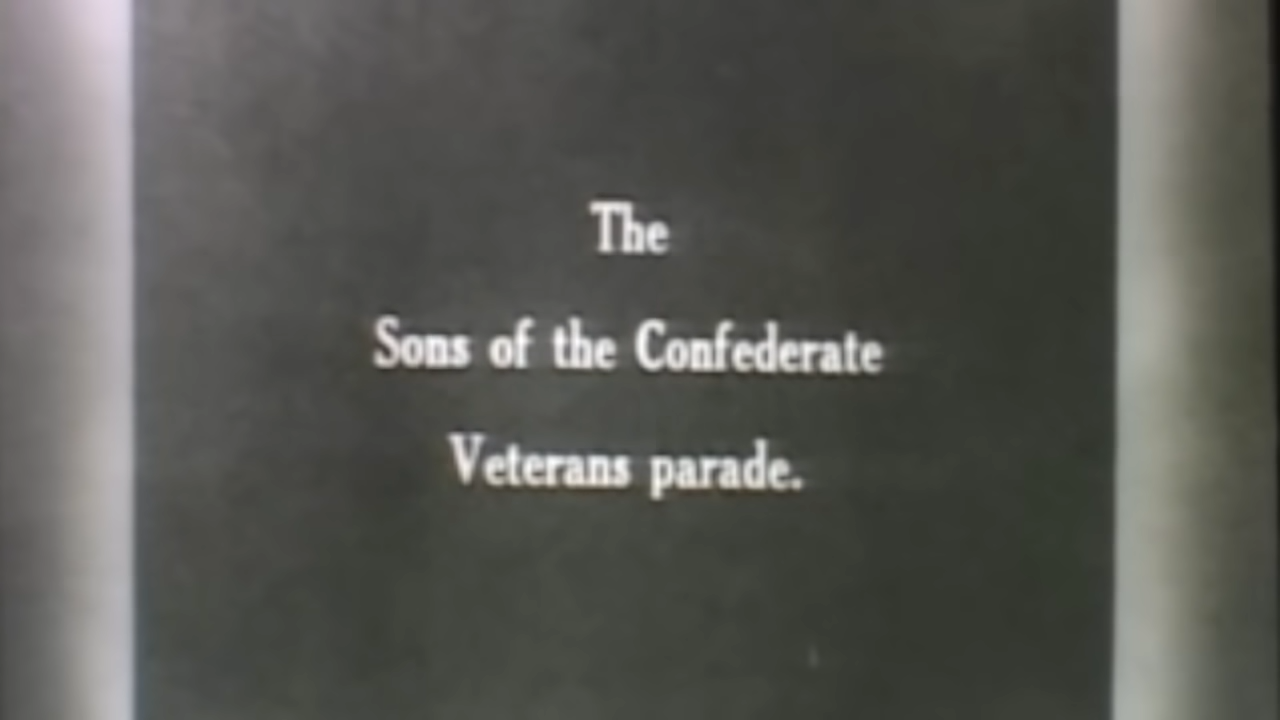 The
Sons of the Confederate
Veterans parade.